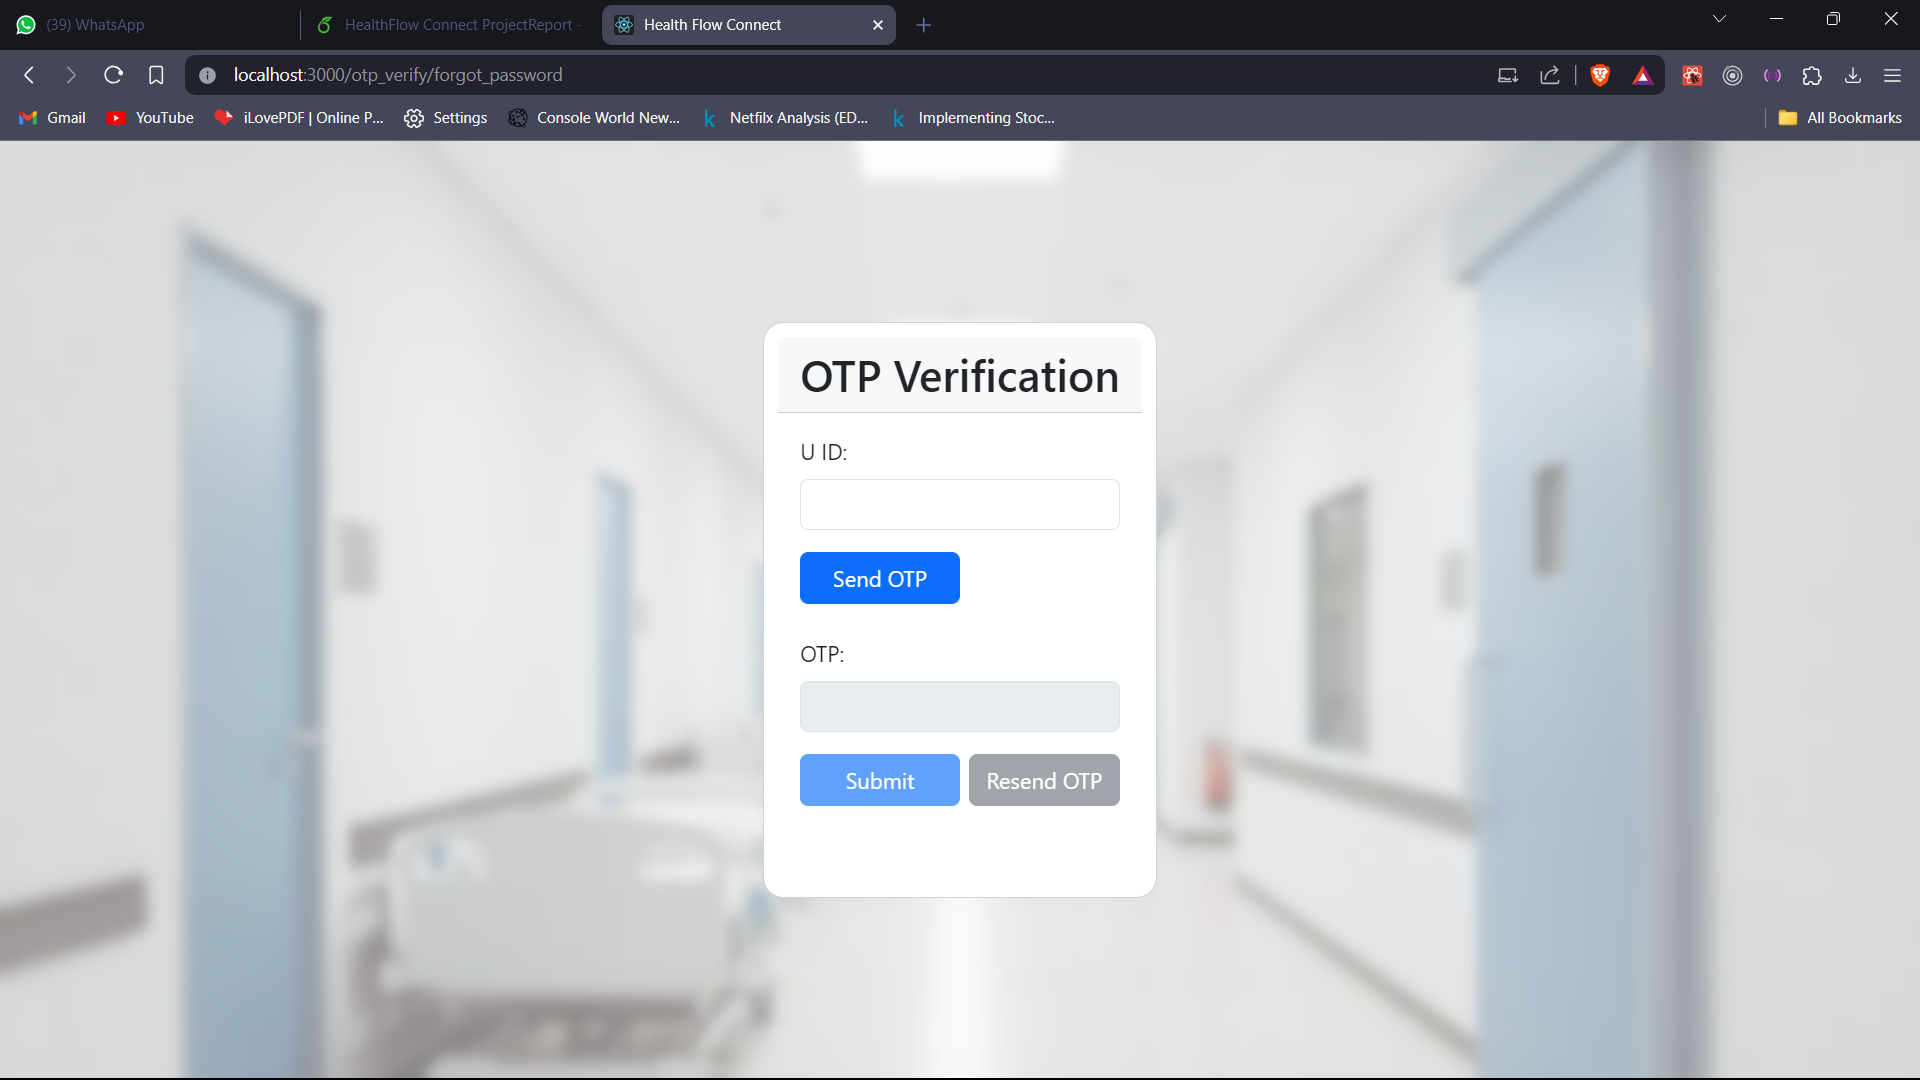 (39) WhatsApp
HealthFlow Connect ProjectReport -
Health Flow Connect
localhost:3000/otp_verify/forgot_password
Gmail
YouTube
iLovePDF | Online P...
Settings
Console World New...
Netfilx Analysis (ED...
Implementing Stoc...
All Bookmarks
OTP Verification
U ID:
Send OTP
OTP:
Submit
Resend OTP